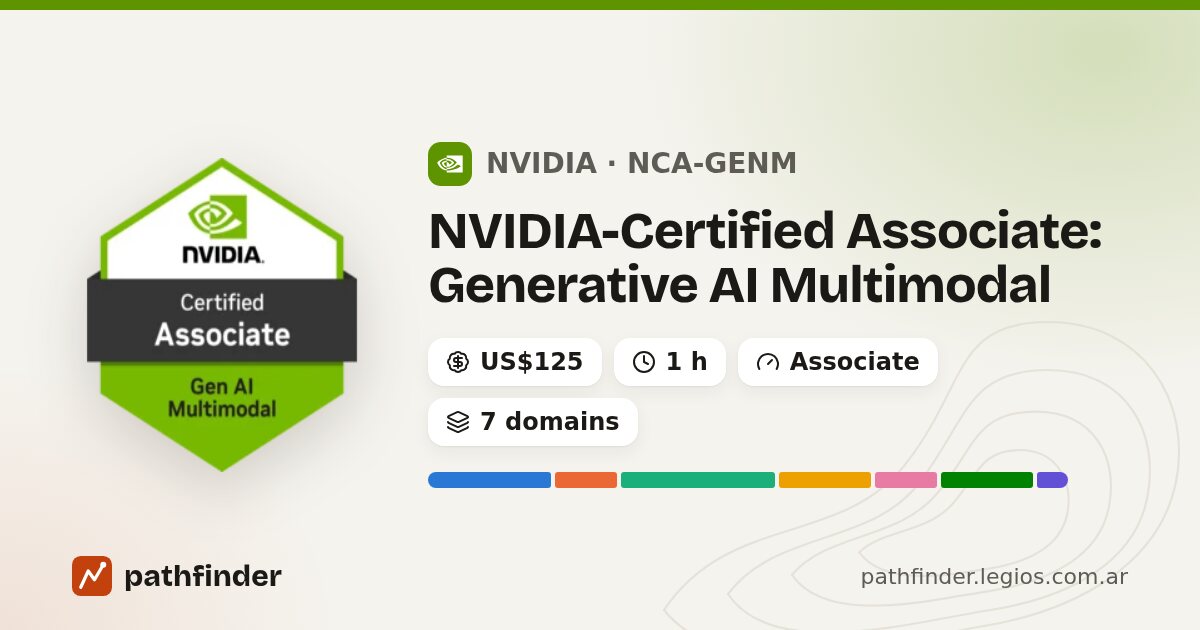 NVIDIA · NCA-GENM
NVIDIA-Certified Associate:
Generative AI Multimodal
US$125
1 h
Associate
7 domains
NVIDIA.
Certified
Associate
Gen AI
Multimodal
pathfinder
pathfinder.legios.com.ar